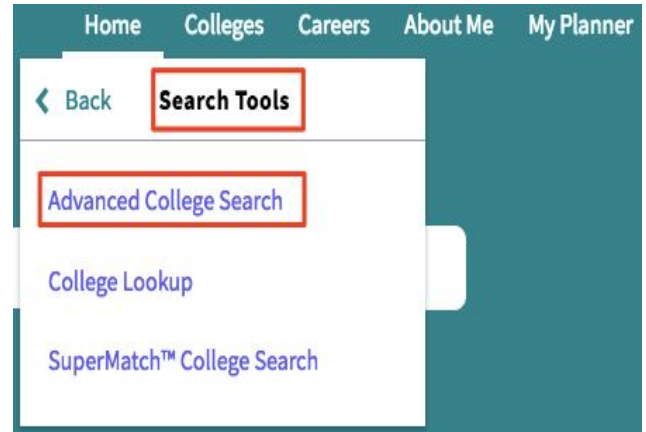 Home Colleges Careers About Me My Planner
Back Search Tools
Advanced College Search
College Lookup
SuperMatch™ College Search